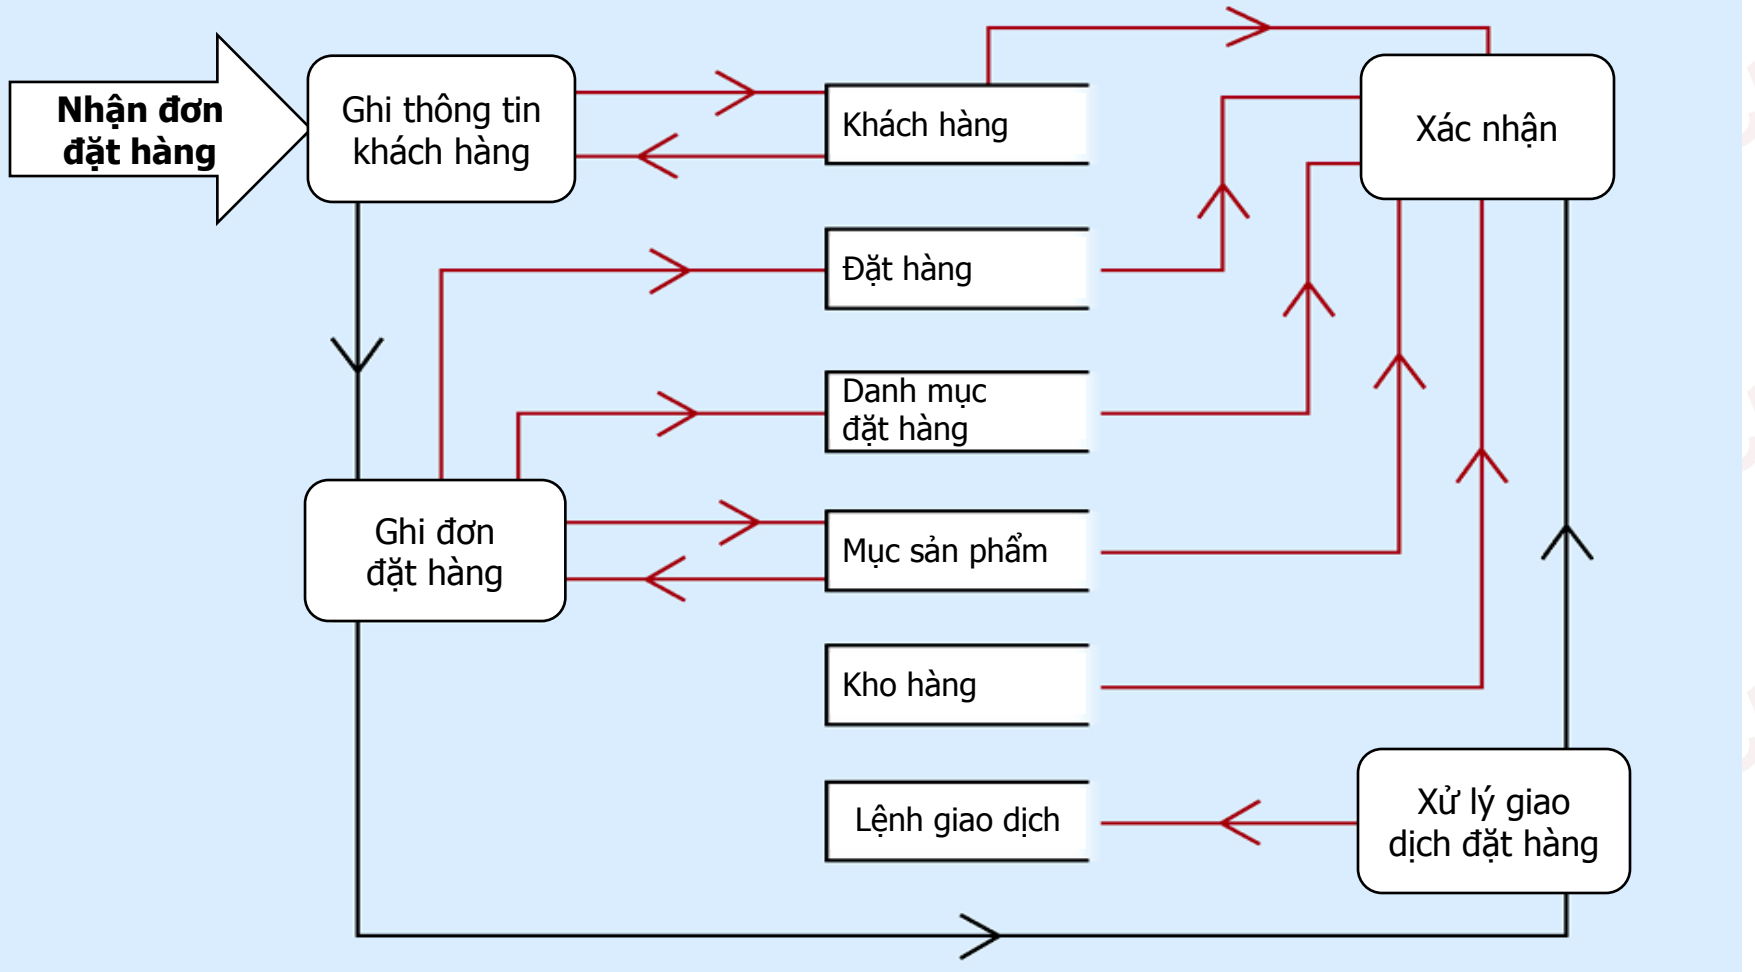 Nhận đơn
đặt hàng
Ghi thông tin
khách hàng
Khách hàng
Xác nhận
Đặt hàng
Danh mục
đặt hàng
Ghi đơn
đặt hàng
Mục sản phẩm
Kho hàng
Lệnh giao dịch
Xử lý giao
dịch đặt hàng